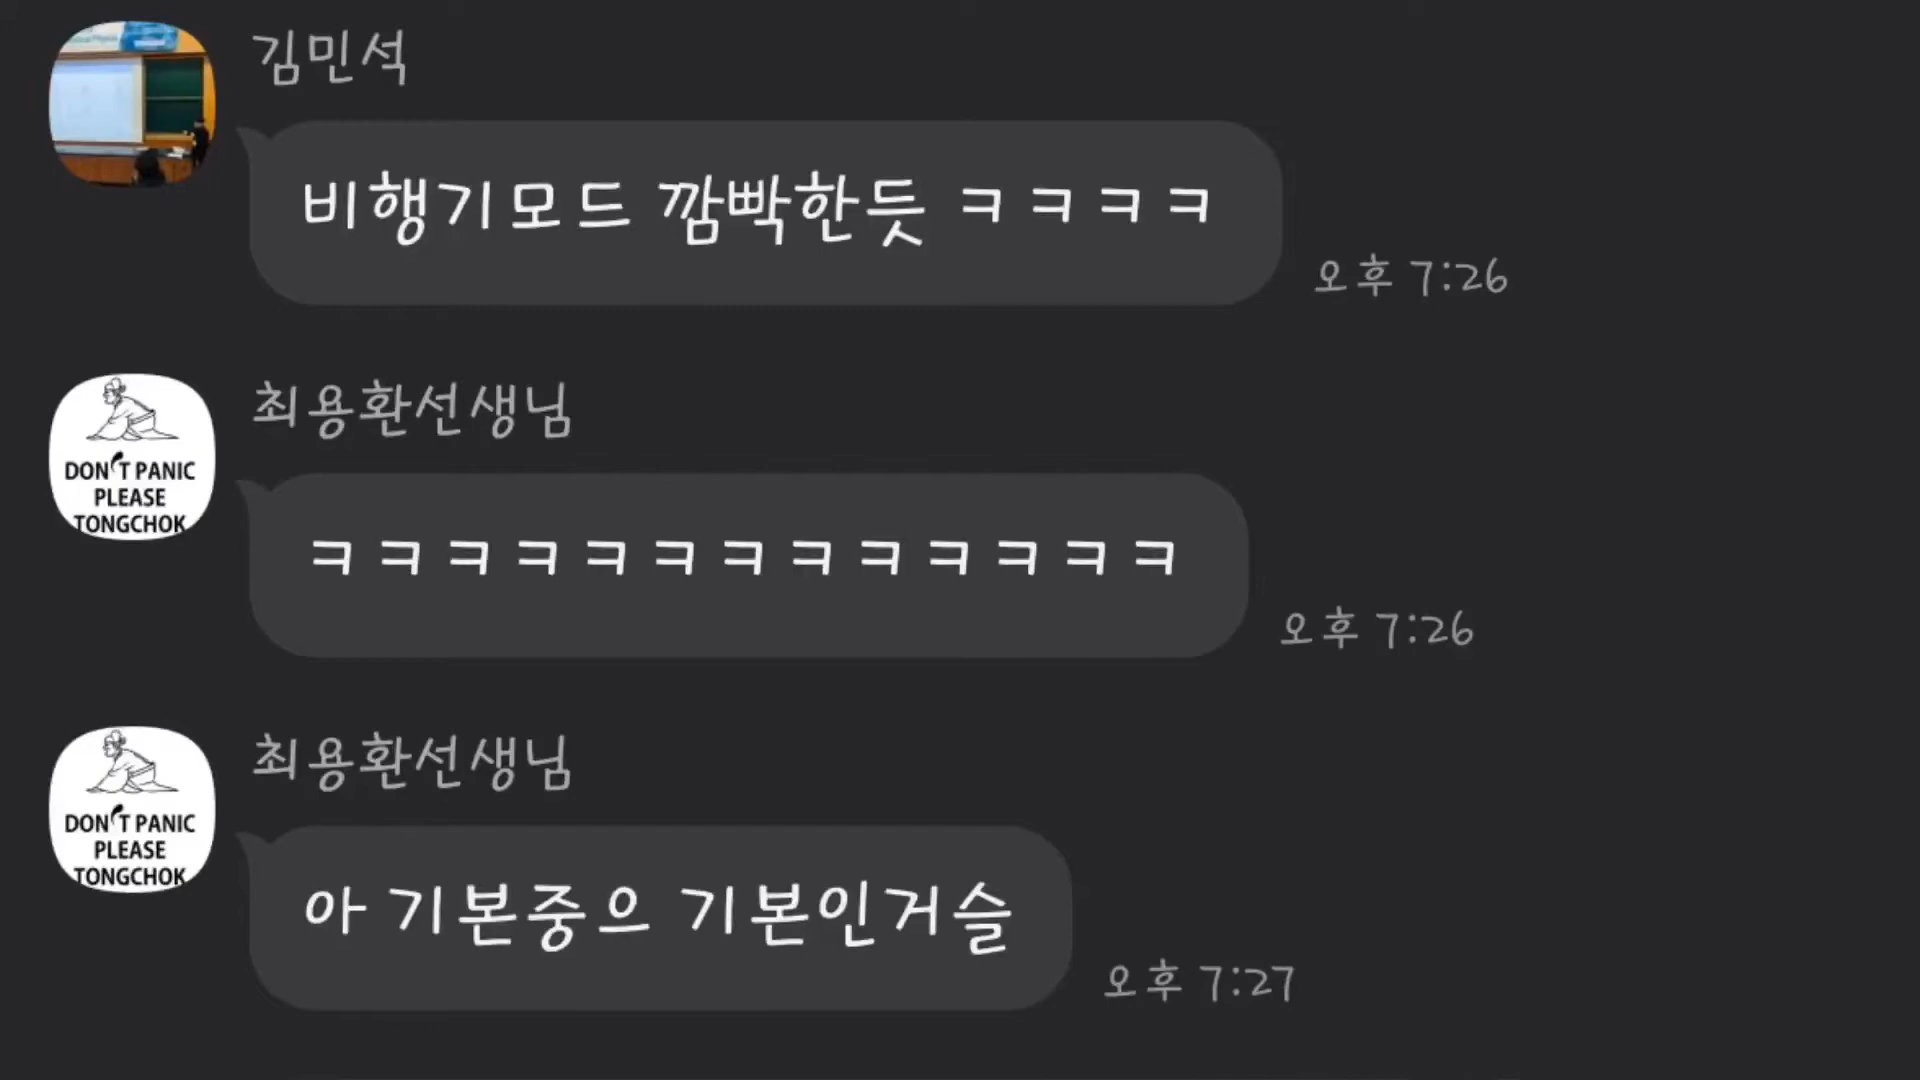 김민석
비행기모드 깜빡한듯 ㅋㅋㅋㅋ
오후 7:26
최용환선생님
DON'T PANIC
PLEASE
TONGCHOK
ㅋㅋㅋㅋㅋㅋㅋㅋㅋㅋㅋㅋㅋ
오후 7:26
최용환선생님
DON'T PANIC
PLEASE
TONGCHOK
아 기본중으 기본인거슬
오후 7:27